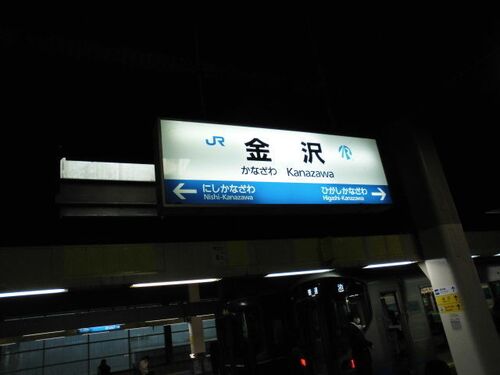 JR 金沢 IR
かなざわ Kanazawa
← にしかなざわ ひがしかなざわ →
Nishi-Kanazawa Higashi-Kanazawa